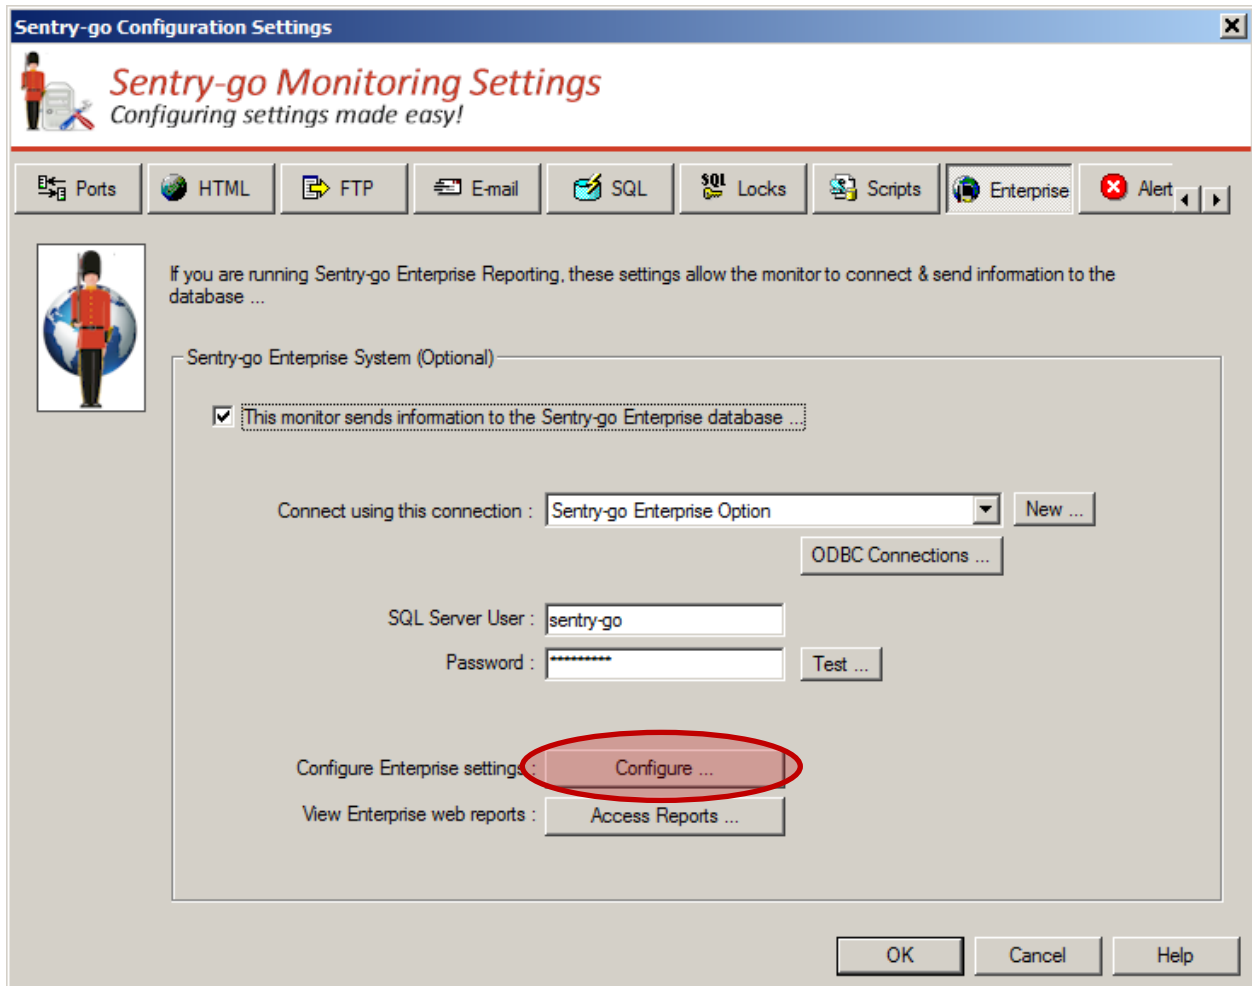 Sentry-go Configuration Settings
Sentry-go Monitoring Settings
Configuring settings made easy!
Ports HTML FTP E-mail SQL SQL Locks Scripts Enterprise Alert
If you are running Sentry-go Enterprise Reporting, these settings allow the monitor to connect & send information to the
database ...
Sentry-go Enterprise System (Optional)
This monitor sends information to the Sentry-go Enterprise database ...
Connect using this connection : Sentry-go Enterprise Option New ...
ODBC Connections ...
SQL Server User : sentry-go
Password : ********* Test ...
Configure Enterprise settings : Configure ...
View Enterprise web reports : Access Reports ...
OK Cancel Help